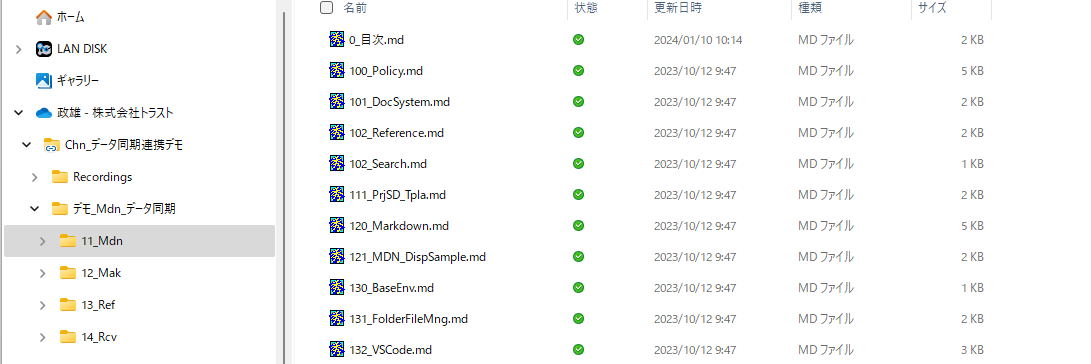 ホーム
LAN DISK
ギャラリー
政雄 - 株式会社トラスト
Chn_データ同期連携デモ
Recordings
デモ_Mdn_データ同期
11_Mdn
12_Mak
13_Ref
14_Rcv
名前 状態 更新日時 種類 サイズ
0_目次.md 2024/01/10 10:14 MD ファイル 2 KB
100_Policy.md 2023/10/12 9:47 MD ファイル 5 KB
101_DocSystem.md 2023/10/12 9:47 MD ファイル 2 KB
102_Reference.md 2023/10/12 9:47 MD ファイル 2 KB
102_Search.md 2023/10/12 9:47 MD ファイル 1 KB
111_PrjSD_Tpla.md 2023/10/12 9:47 MD ファイル 2 KB
120_Markdown.md 2023/10/12 9:47 MD ファイル 5 KB
121_MDN_DispSample.md 2023/10/12 9:47 MD ファイル 2 KB
130_BaseEnv.md 2023/10/12 9:47 MD ファイル 1 KB
131_FolderFileMng.md 2023/10/12 9:47 MD ファイル 2 KB
132_VSCode.md 2023/10/12 9:47 MD ファイル 3 KB